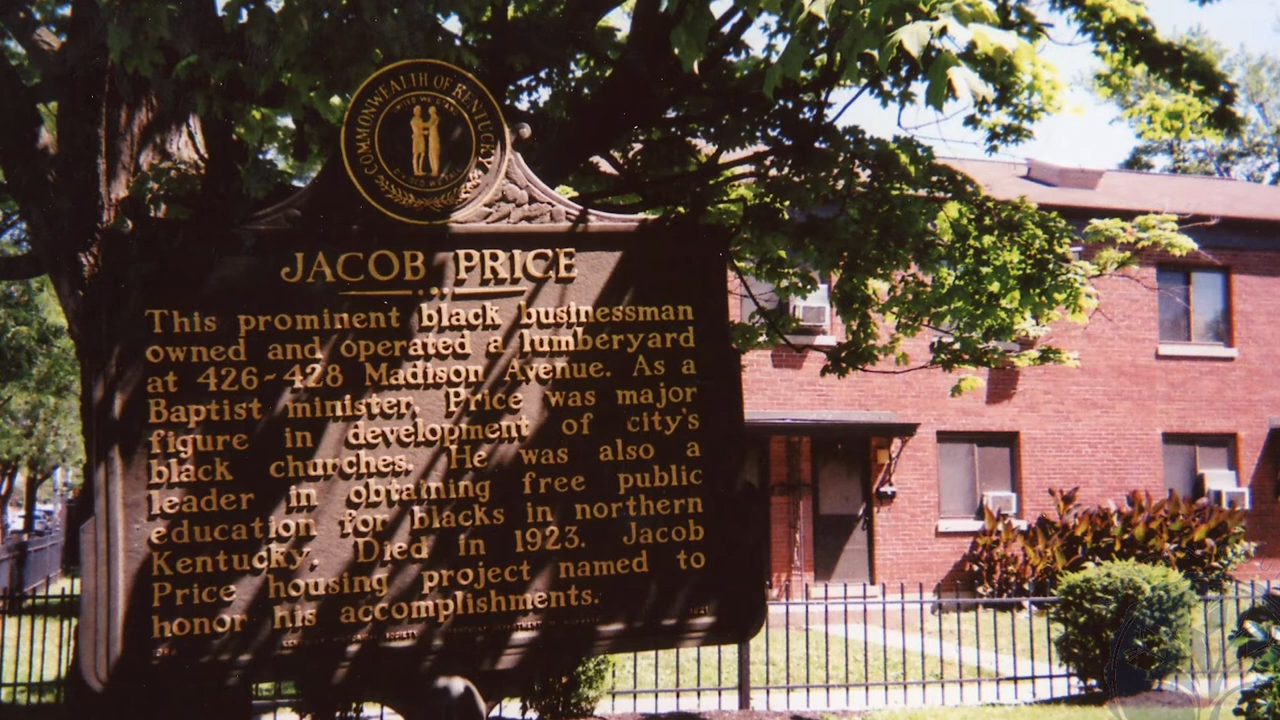 COMMONWEALTH OF KENTUCKY
JACOB PRICE
This prominent black businessman
owned and operated a lumberyard
at 426-428 Madison Avenue. As a
Baptist minister, Price was major
figure in development of city's
black churches. He was also a
leader in obtaining free public
education for blacks in northern
Kentucky. Died in 1923. Jacob
Price housing project named to
honor his accomplishments.